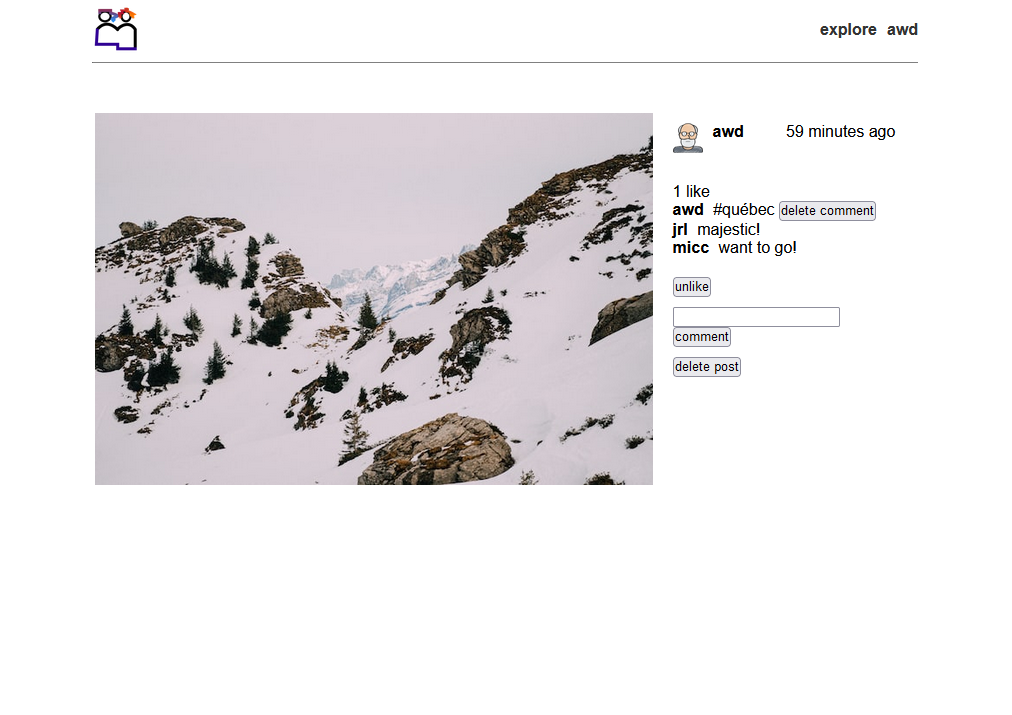 explore awd
awd 59 minutes ago
1 like
awd #québec delete comment
jrl majestic!
micc want to go!
unlike
comment
delete post